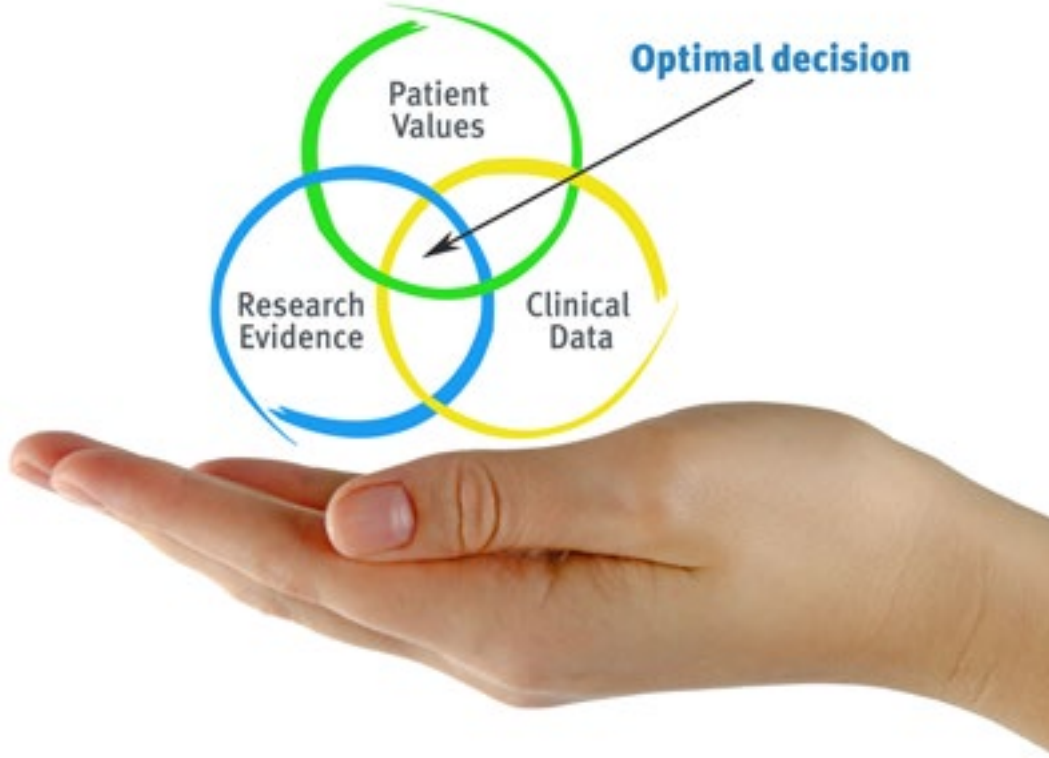 Optimal decision
Patient
Values
Research
Evidence
Clinical
Data